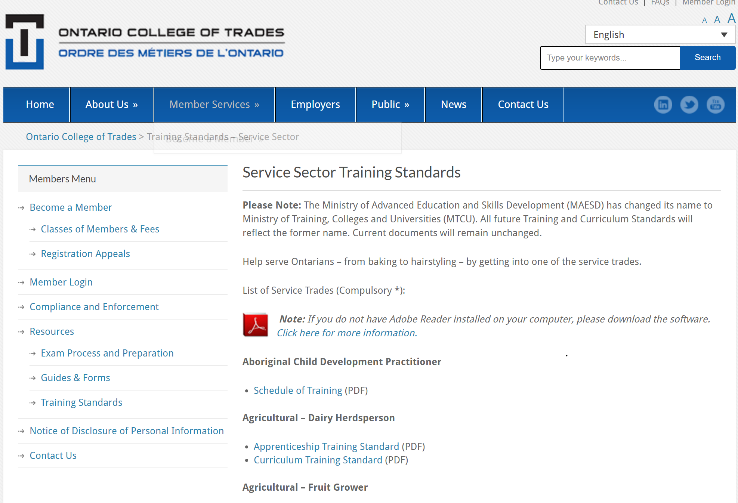 Contact Us | FAQs | Member Login
A A A
ONTARIO COLLEGE OF TRADES
ORDRE DES MÉTIERS DE L'ONTARIO
English
Type your keywords...
Search
Home
About Us »
Member Services »
Employers
Public »
News
Contact Us
Ontario College of Trades > Training Standards – Service Sector
Members Menu
Become a Member
Classes of Members & Fees
Registration Appeals
Member Login
Compliance and Enforcement
Resources
Exam Process and Preparation
Guides & Forms
Training Standards
Notice of Disclosure of Personal Information
Contact Us
Service Sector Training Standards
Please Note: The Ministry of Advanced Education and Skills Development (MAESD) has changed its name to
Ministry of Training, Colleges and Universities (MTCU). All future Training and Curriculum Standards will
reflect the former name. Current documents will remain unchanged.
Help serve Ontarians – from baking to hairstyling – by getting into one of the service trades.
List of Service Trades (Compulsory *):
Note: If you do not have Adobe Reader installed on your computer, please download the software.
Click here for more information.
Aboriginal Child Development Practitioner
• Schedule of Training (PDF)
Agricultural – Dairy Herdsperson
• Apprenticeship Training Standard (PDF)
• Curriculum Training Standard (PDF)
Agricultural – Fruit Grower